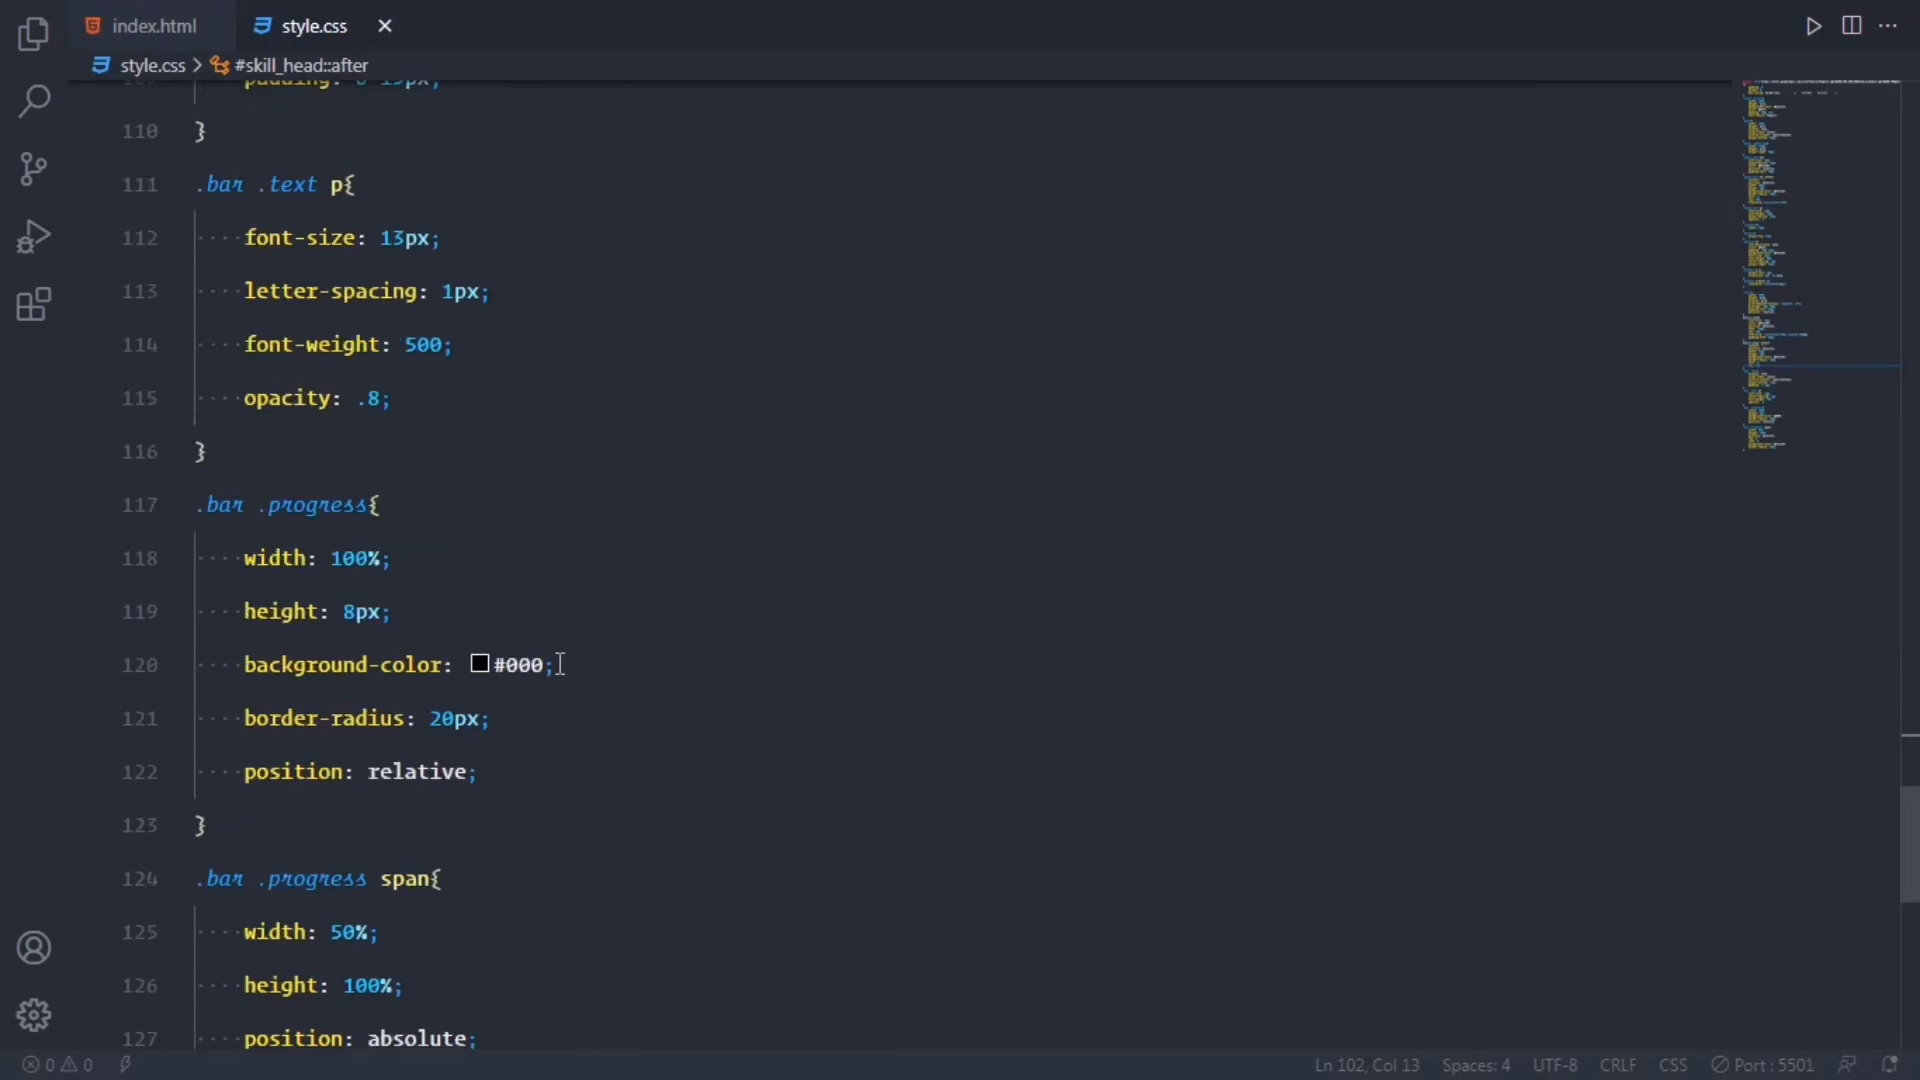 index.html style.css
style.css > #skill_head::after
padding: 0 15px;
110 }
111 .bar .text p{
112 font-size: 13px;
113 letter-spacing: 1px;
114 font-weight: 500;
115 opacity: .8;
116 }
117 .bar .progress{
118 width: 100%;
119 height: 8px;
120 background-color: #000;
121 border-radius: 20px;
122 position: relative;
123 }
124 .bar .progress span{
125 width: 50%;
126 height: 100%;
127 position: absolute;
0 0 Ln 102, Col 13 Spaces: 4 UTF-8 CRLF CSS Port : 5501